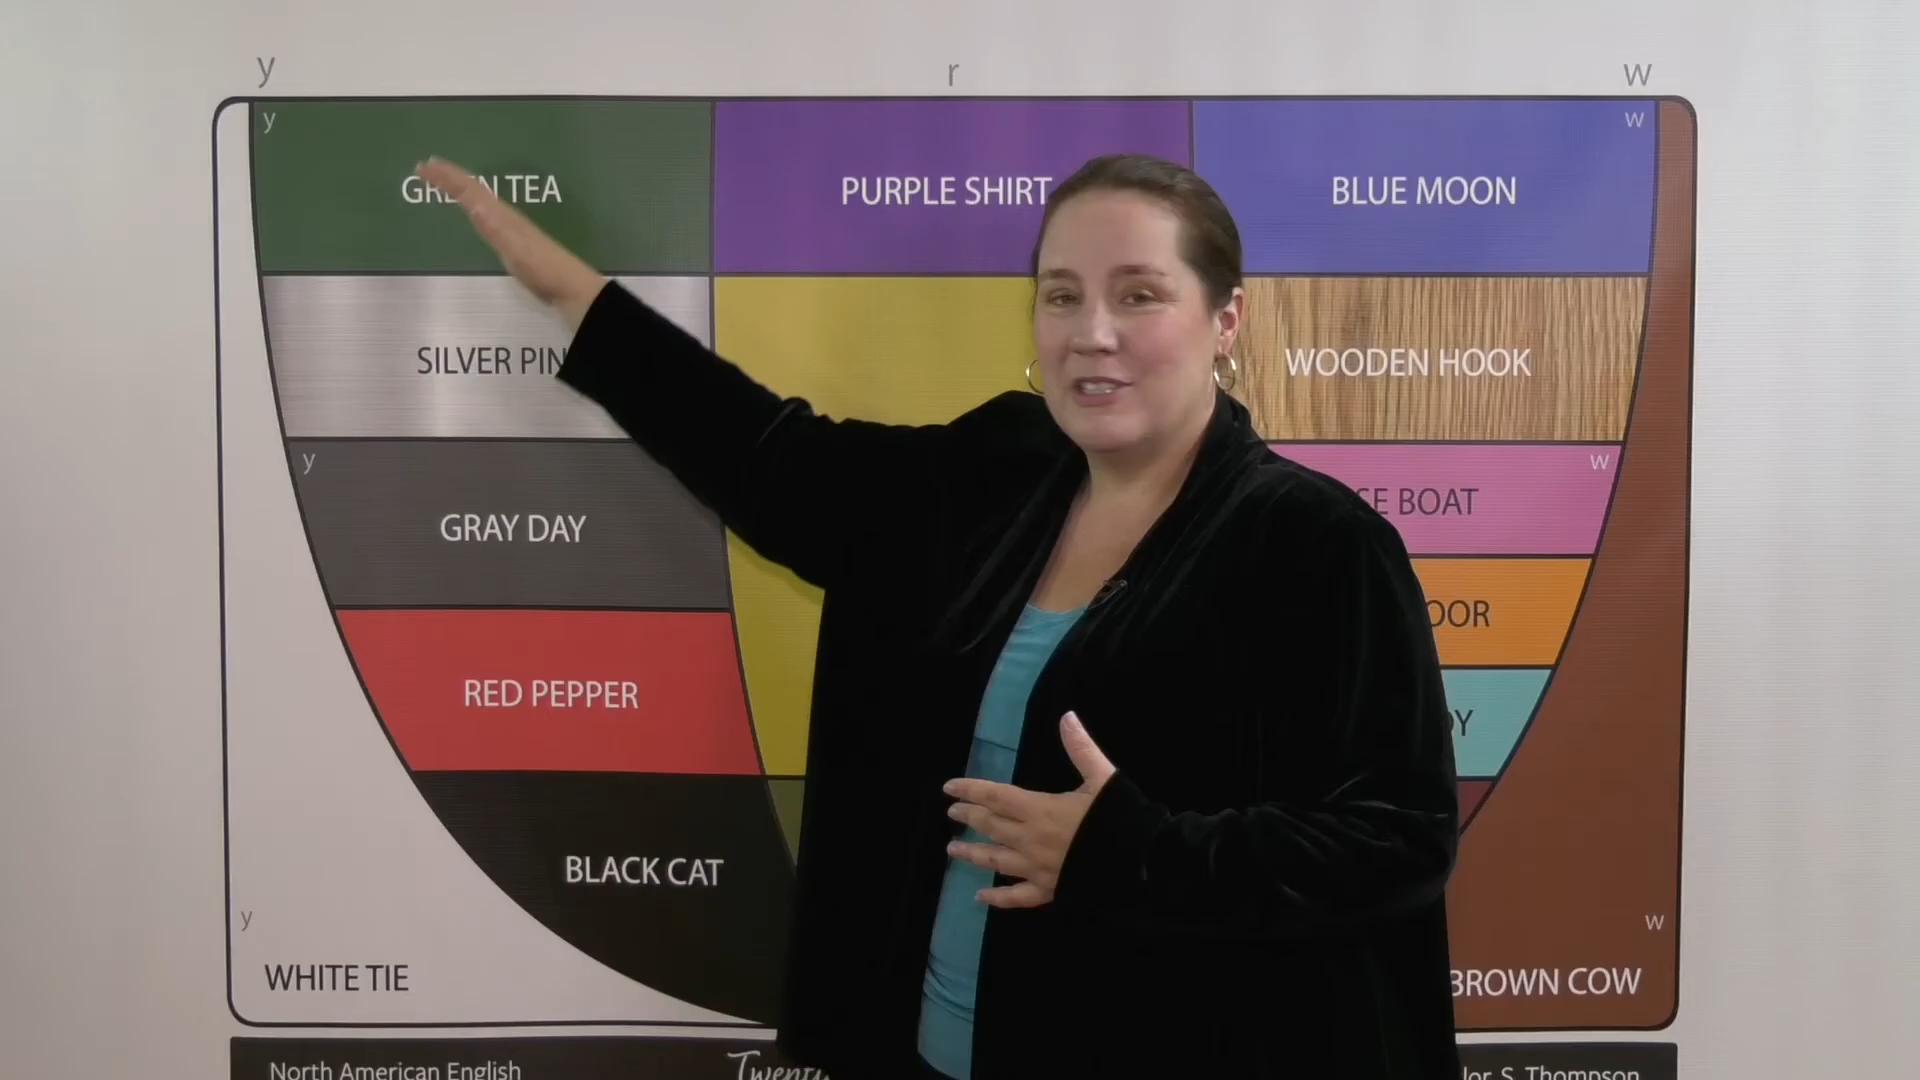 y r w
y w
GREEN TEA PURPLE SHIRT BLUE MOON
SILVER PIN WOODEN HOOK
y w
GRAY DAY BOAT
RED PEPPER
BLACK CAT
y w
WHITE TIE BROWN COW
North American English S. Thompson